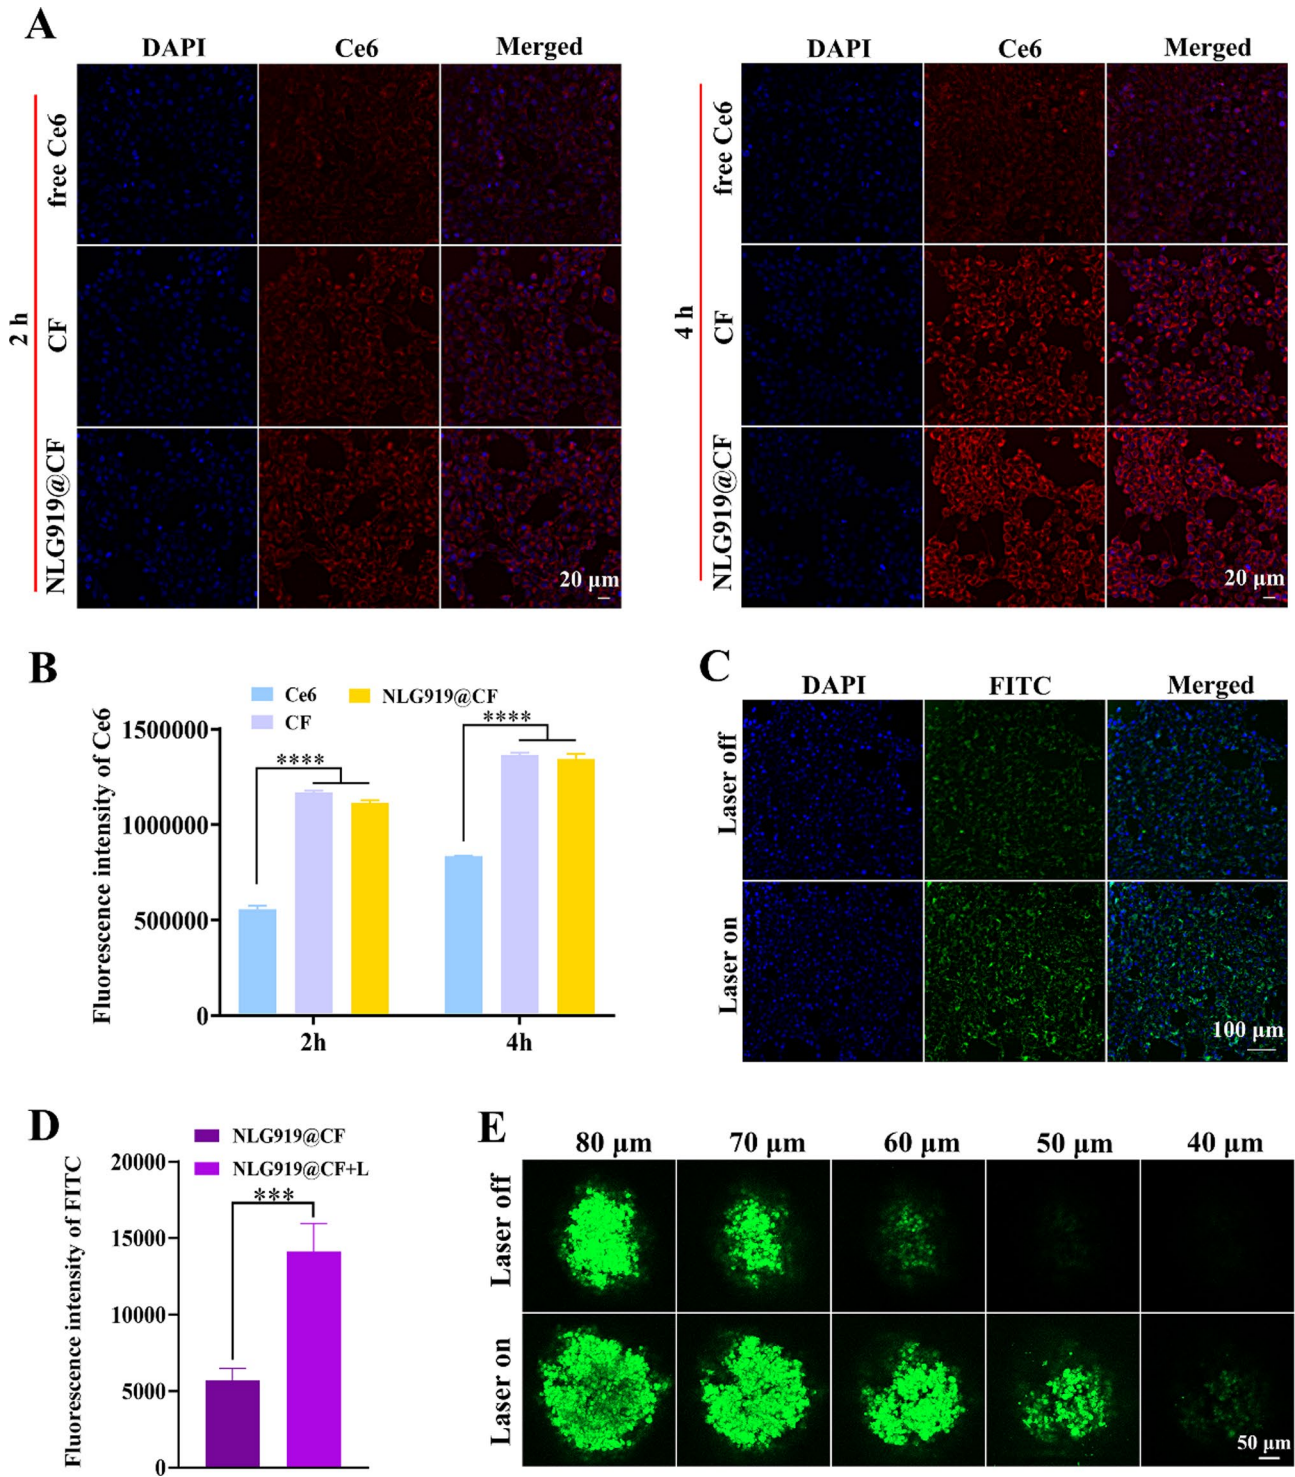 A
DAPI Ce6 Merged
DAPI Ce6 Merged
2 h
free Ce6
CF
NLG919@CF
20 μm
4 h
free Ce6
CF
NLG919@CF
20 μm
B
Ce6
NLG919@CF
CF
Fluorescence intensity of Ce6
1500000
1000000
500000
0
****
****
2h
4h
C
DAPI FITC Merged
Laser off
Laser on
100 μm
D
NLG919@CF
NLG919@CF+L
Fluorescence intensity of FITC
20000
15000
10000
5000
0
***
E
80 μm 70 μm 60 μm 50 μm 40 μm
Laser off
Laser on
50 μm